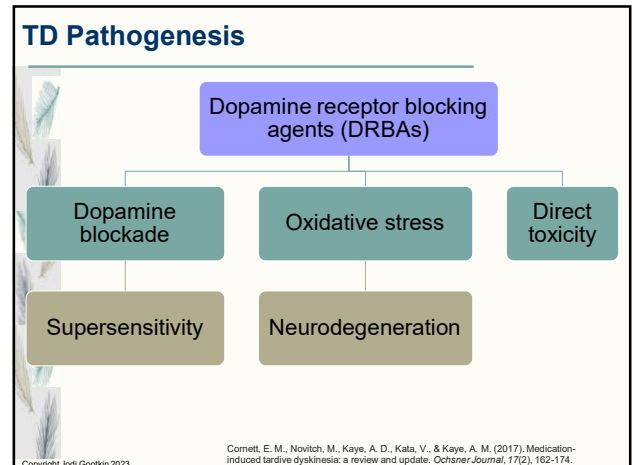 TD Pathogenesis
Dopamine receptor blocking
agents (DRBAs)
Dopamine
blockade
Oxidative stress
Direct
toxicity
Supersensitivity
Neurodegeneration
Cornett, E. M., Novitch, M., Kaye, A. D., Kata, V., & Kaye, A. M. (2017). Medication-
induced tardive dyskinesia: a review and update. Ochsner Journal, 17(2), 162-174.
Copyright Jodi Gootkin 2023